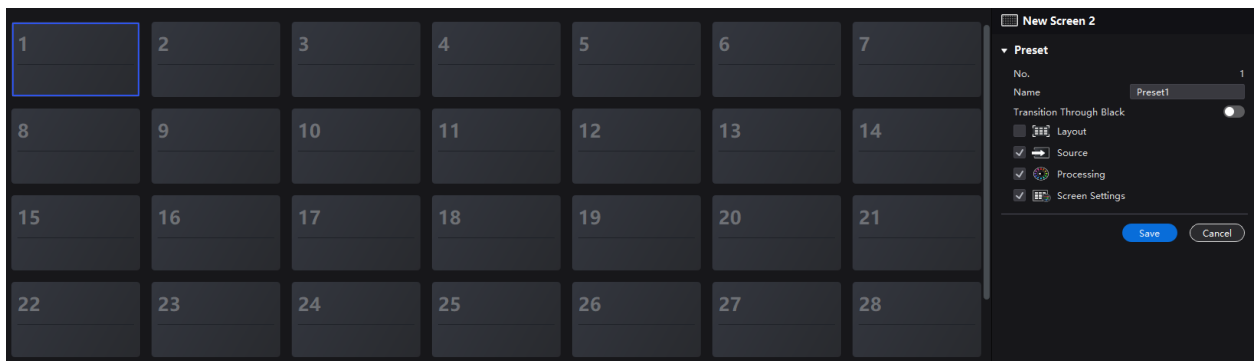 1 2 3 4 5 6 7
8 9 10 11 12 13 14
15 16 17 18 19 20 21
22 23 24 25 26 27 28
New Screen 2
Preset
No. 1
Name Preset1
Transition Through Black
Layout
Source
Processing
Screen Settings
Save Cancel